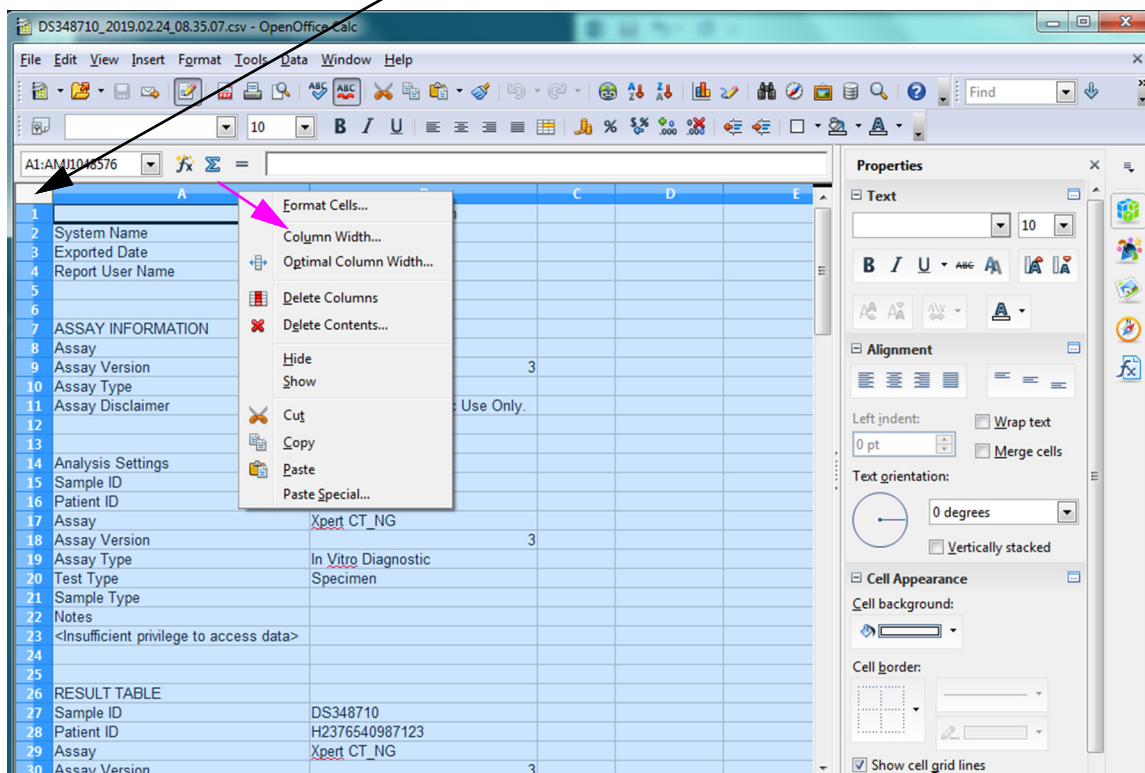 DS348710_2019.02.24_08.35.07.csv - OpenOffice Calc
File Edit View Insert Format Tools Data Window Help
Find
10
A1:AMJ1048576
A B C D E
1
2 System Name
3 Exported Date
4 Report User Name
5
6
7 ASSAY INFORMATION
8 Assay
9 Assay Version 3
10 Assay Type
11 Assay Disclaimer Use Only.
12
13
14 Analysis Settings
15 Sample ID
16 Patient ID
17 Assay Xpert CT_NG
18 Assay Version 3
19 Assay Type In Vitro Diagnostic
20 Test Type Specimen
21 Sample Type
22 Notes
23 <Insufficient privilege to access data>
24
25
26 RESULT TABLE
27 Sample ID DS348710
28 Patient ID H2376540987123
29 Assay Xpert CT_NG
30 Assay Version 3
Format Cells...
Column Width...
Optimal Column Width...
Delete Columns
Delete Contents...
Hide
Show
Cut
Copy
Paste
Paste Special...
Properties
Text
10
B I U ABC
Alignment
Left indent:
0 pt
Wrap text
Merge cells
Text orientation:
0 degrees
Vertically stacked
Cell Appearance
Cell background:
Cell border:
Show cell grid lines